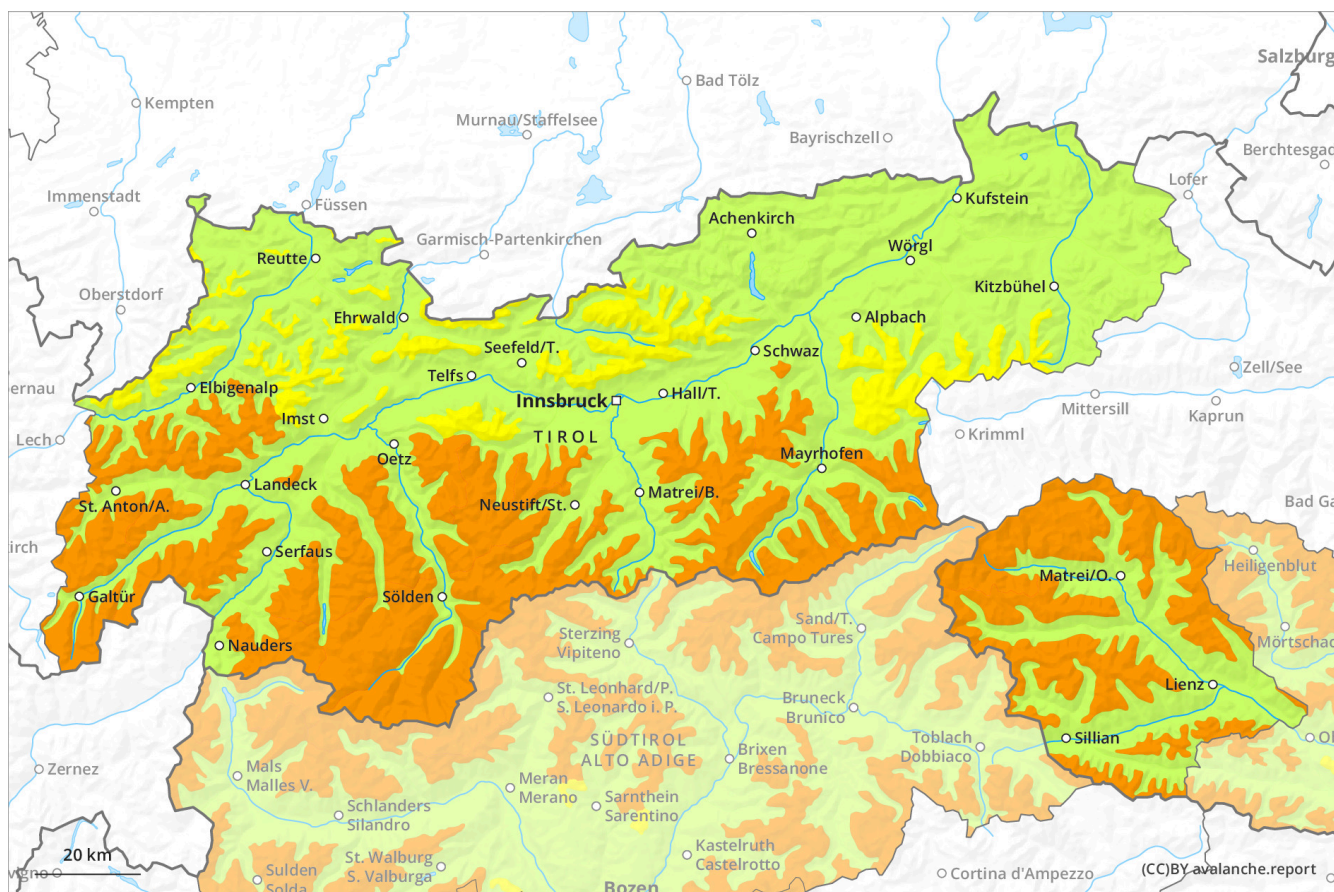 Salzburg
Bad Tölz
Kempten
Murnau/Staffelsee
Bayrischzell
Berchtesgad
Immenstadt
Lofer
Füssen
Kufstein
Achenkirch
Garmisch-Partenkirchen
Wörgl
Reutte
Kitzbühel
Oberstdorf
Ehrwald
Alpbach
Seefeld/T.
Schwaz
Telfs
Zell/See
ernau
Elbigenalp
Hall/T.
Innsbruck
Mittersill
Kaprun
Imst
Lech
TIROL
Krimml
Oetz
Mayrhofen
Landeck
Matrei/B.
St. Anton/A.
Neustift/St.
Bad Ga
irch
Serfaus
Heiligenblut
Matrei/O.
Galtür
Sölden
Sand/T.
Campo Tures
Sterzing
Vipiteno
Mörtschac
Nauders
Lienz
St. Leonhard/P.
S. Leonardo i. P.
Bruneck
Brunico
SÜDTIROL
ALTO ADIGE
Toblach
Dobbiaco
Sillian
Ob
Brixen
Bressanone
Zernez
Mals
Malles V.
Meran
Merano
Sarnthein
Sarentino
Schlanders
Silandro
Kastelruth
Castelrotto
20 km
St. Walburg
S. Valburga
vigno
Sulden
Solda
Bozen
Cortina d'Ampezzo
(CC)BY avalanche.report